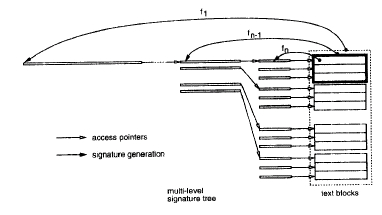 f1
fn-1
fn
access pointers
signature generation
multi-level
signature tree
text blocks